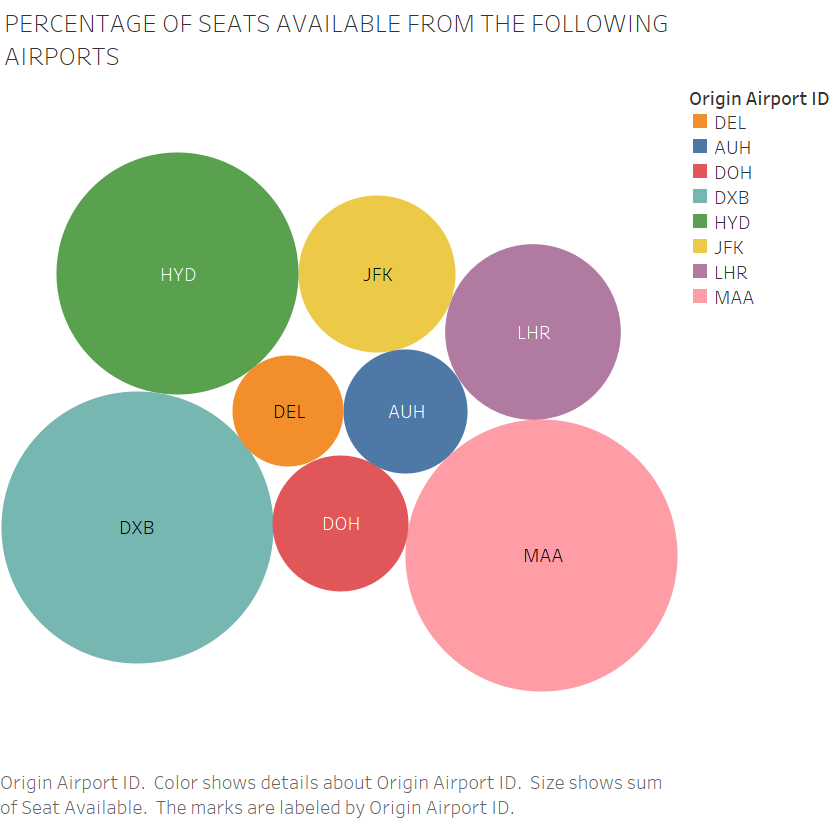 PERCENTAGE OF SEATS AVAILABLE FROM THE FOLLOWING
AIRPORTS
Origin Airport ID
DEL
AUH
DOH
DXB
HYD
JFK
LHR
MAA
HYD
JFK
LHR
DEL
AUH
DXB
DOH
MAA
Origin Airport ID.  Color shows details about Origin Airport ID.  Size shows sum
of Seat Available.  The marks are labeled by Origin Airport ID.